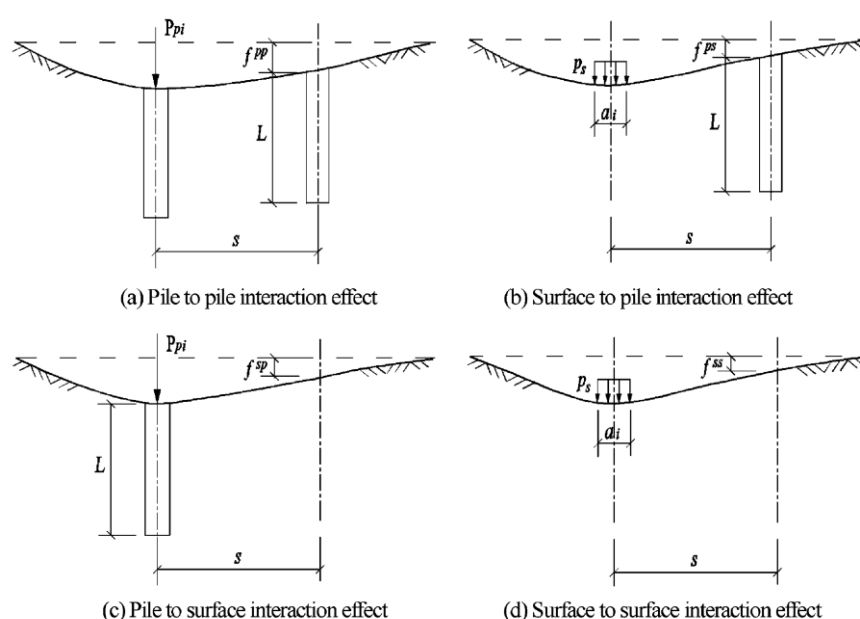 P_pi
f^pp
L
s
(a) Pile to pile interaction effect
p_s
a_i
f^ps
L
s
(b) Surface to pile interaction effect
P_pi
f^sp
L
s
(c) Pile to surface interaction effect
p_s
a_i
f^ss
s
(d) Surface to surface interaction effect